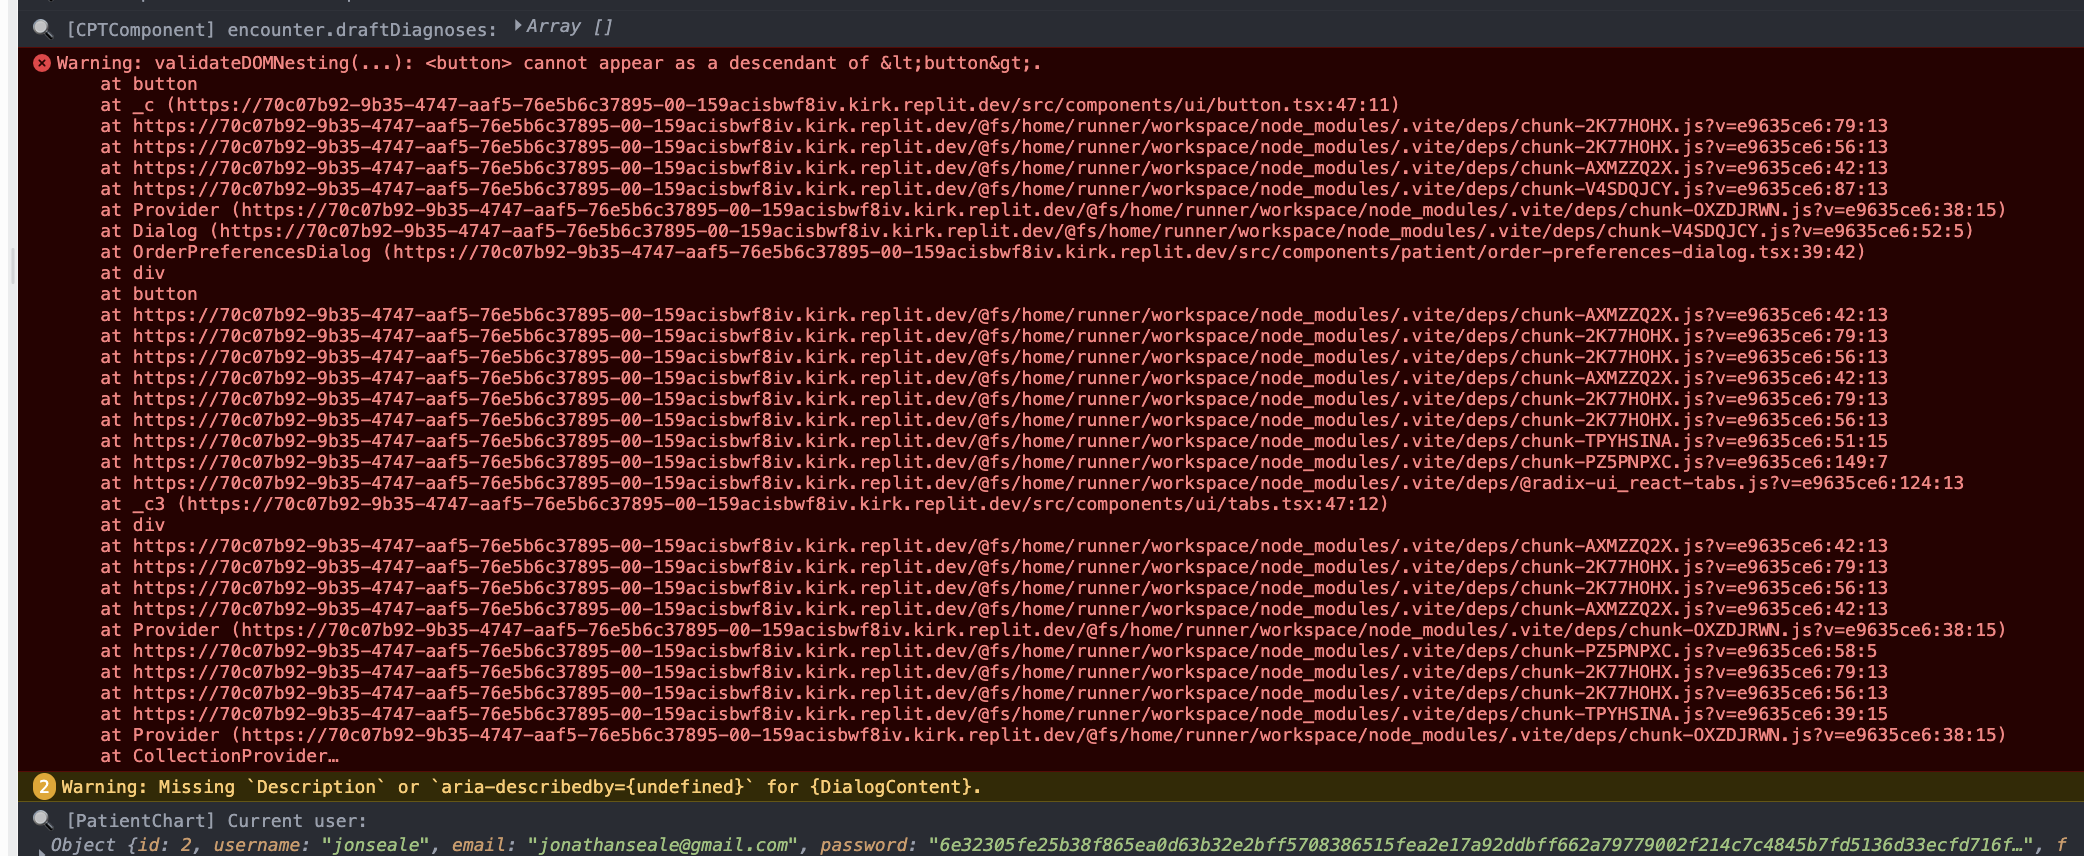 [CPTComponent] encounter.draftDiagnoses: Array []
Warning: validateDOMNesting(...): <button> cannot appear as a descendant of &lt;button&gt;.
at button
at _c (https://70c07b92-9b35-4747-aaf5-76e5b6c37895-00-159acisbwf8iv.kirk.replit.dev/src/components/ui/button.tsx:47:11)
at https://70c07b92-9b35-4747-aaf5-76e5b6c37895-00-159acisbwf8iv.kirk.replit.dev/@fs/home/runner/workspace/node_modules/.vite/deps/chunk-2K77HOHX.js?v=e9635ce6:79:13
at https://70c07b92-9b35-4747-aaf5-76e5b6c37895-00-159acisbwf8iv.kirk.replit.dev/@fs/home/runner/workspace/node_modules/.vite/deps/chunk-2K77HOHX.js?v=e9635ce6:56:13
at https://70c07b92-9b35-4747-aaf5-76e5b6c37895-00-159acisbwf8iv.kirk.replit.dev/@fs/home/runner/workspace/node_modules/.vite/deps/chunk-AXMZZQ2X.js?v=e9635ce6:42:13
at https://70c07b92-9b35-4747-aaf5-76e5b6c37895-00-159acisbwf8iv.kirk.replit.dev/@fs/home/runner/workspace/node_modules/.vite/deps/chunk-V4SDQJCY.js?v=e9635ce6:87:13
at Provider (https://70c07b92-9b35-4747-aaf5-76e5b6c37895-00-159acisbwf8iv.kirk.replit.dev/@fs/home/runner/workspace/node_modules/.vite/deps/chunk-OXZDJRWN.js?v=e9635ce6:38:15)
at Dialog (https://70c07b92-9b35-4747-aaf5-76e5b6c37895-00-159acisbwf8iv.kirk.replit.dev/@fs/home/runner/workspace/node_modules/.vite/deps/chunk-V4SDQJCY.js?v=e9635ce6:52:5)
at OrderPreferencesDialog (https://70c07b92-9b35-4747-aaf5-76e5b6c37895-00-159acisbwf8iv.kirk.replit.dev/src/components/patient/order-preferences-dialog.tsx:39:42)
at div
at button
at https://70c07b92-9b35-4747-aaf5-76e5b6c37895-00-159acisbwf8iv.kirk.replit.dev/@fs/home/runner/workspace/node_modules/.vite/deps/chunk-AXMZZQ2X.js?v=e9635ce6:42:13
at https://70c07b92-9b35-4747-aaf5-76e5b6c37895-00-159acisbwf8iv.kirk.replit.dev/@fs/home/runner/workspace/node_modules/.vite/deps/chunk-2K77HOHX.js?v=e9635ce6:79:13
at https://70c07b92-9b35-4747-aaf5-76e5b6c37895-00-159acisbwf8iv.kirk.replit.dev/@fs/home/runner/workspace/node_modules/.vite/deps/chunk-2K77HOHX.js?v=e9635ce6:56:13
at https://70c07b92-9b35-4747-aaf5-76e5b6c37895-00-159acisbwf8iv.kirk.replit.dev/@fs/home/runner/workspace/node_modules/.vite/deps/chunk-AXMZZQ2X.js?v=e9635ce6:42:13
at https://70c07b92-9b35-4747-aaf5-76e5b6c37895-00-159acisbwf8iv.kirk.replit.dev/@fs/home/runner/workspace/node_modules/.vite/deps/chunk-2K77HOHX.js?v=e9635ce6:79:13
at https://70c07b92-9b35-4747-aaf5-76e5b6c37895-00-159acisbwf8iv.kirk.replit.dev/@fs/home/runner/workspace/node_modules/.vite/deps/chunk-2K77HOHX.js?v=e9635ce6:56:13
at https://70c07b92-9b35-4747-aaf5-76e5b6c37895-00-159acisbwf8iv.kirk.replit.dev/@fs/home/runner/workspace/node_modules/.vite/deps/chunk-TPYHSINA.js?v=e9635ce6:51:15
at https://70c07b92-9b35-4747-aaf5-76e5b6c37895-00-159acisbwf8iv.kirk.replit.dev/@fs/home/runner/workspace/node_modules/.vite/deps/chunk-PZ5PNPXC.js?v=e9635ce6:149:7
at https://70c07b92-9b35-4747-aaf5-76e5b6c37895-00-159acisbwf8iv.kirk.replit.dev/@fs/home/runner/workspace/node_modules/.vite/deps/@radix-ui_react-tabs.js?v=e9635ce6:124:13
at _c3 (https://70c07b92-9b35-4747-aaf5-76e5b6c37895-00-159acisbwf8iv.kirk.replit.dev/src/components/ui/tabs.tsx:47:12)
at div
at https://70c07b92-9b35-4747-aaf5-76e5b6c37895-00-159acisbwf8iv.kirk.replit.dev/@fs/home/runner/workspace/node_modules/.vite/deps/chunk-AXMZZQ2X.js?v=e9635ce6:42:13
at https://70c07b92-9b35-4747-aaf5-76e5b6c37895-00-159acisbwf8iv.kirk.replit.dev/@fs/home/runner/workspace/node_modules/.vite/deps/chunk-2K77HOHX.js?v=e9635ce6:79:13
at https://70c07b92-9b35-4747-aaf5-76e5b6c37895-00-159acisbwf8iv.kirk.replit.dev/@fs/home/runner/workspace/node_modules/.vite/deps/chunk-2K77HOHX.js?v=e9635ce6:56:13
at https://70c07b92-9b35-4747-aaf5-76e5b6c37895-00-159acisbwf8iv.kirk.replit.dev/@fs/home/runner/workspace/node_modules/.vite/deps/chunk-AXMZZQ2X.js?v=e9635ce6:42:13
at Provider (https://70c07b92-9b35-4747-aaf5-76e5b6c37895-00-159acisbwf8iv.kirk.replit.dev/@fs/home/runner/workspace/node_modules/.vite/deps/chunk-OXZDJRWN.js?v=e9635ce6:38:15)
at https://70c07b92-9b35-4747-aaf5-76e5b6c37895-00-159acisbwf8iv.kirk.replit.dev/@fs/home/runner/workspace/node_modules/.vite/deps/chunk-PZ5PNPXC.js?v=e9635ce6:58:5
at https://70c07b92-9b35-4747-aaf5-76e5b6c37895-00-159acisbwf8iv.kirk.replit.dev/@fs/home/runner/workspace/node_modules/.vite/deps/chunk-2K77HOHX.js?v=e9635ce6:79:13
at https://70c07b92-9b35-4747-aaf5-76e5b6c37895-00-159acisbwf8iv.kirk.replit.dev/@fs/home/runner/workspace/node_modules/.vite/deps/chunk-2K77HOHX.js?v=e9635ce6:56:13
at https://70c07b92-9b35-4747-aaf5-76e5b6c37895-00-159acisbwf8iv.kirk.replit.dev/@fs/home/runner/workspace/node_modules/.vite/deps/chunk-TPYHSINA.js?v=e9635ce6:39:15
at Provider (https://70c07b92-9b35-4747-aaf5-76e5b6c37895-00-159acisbwf8iv.kirk.replit.dev/@fs/home/runner/workspace/node_modules/.vite/deps/chunk-OXZDJRWN.js?v=e9635ce6:38:15)
at CollectionProvider…
2 Warning: Missing `Description` or `aria-describedby={undefined}` for {DialogContent}.
[PatientChart] Current user:
Object {id: 2, username: "jonseale", email: "jonathanseale@gmail.com", password: "6e32305fe25b38f865ea0d63b32e2bff5708386515fea2e17a92ddbff662a79779002f214c7c4845b7fd5136d33ecfd716f…", f